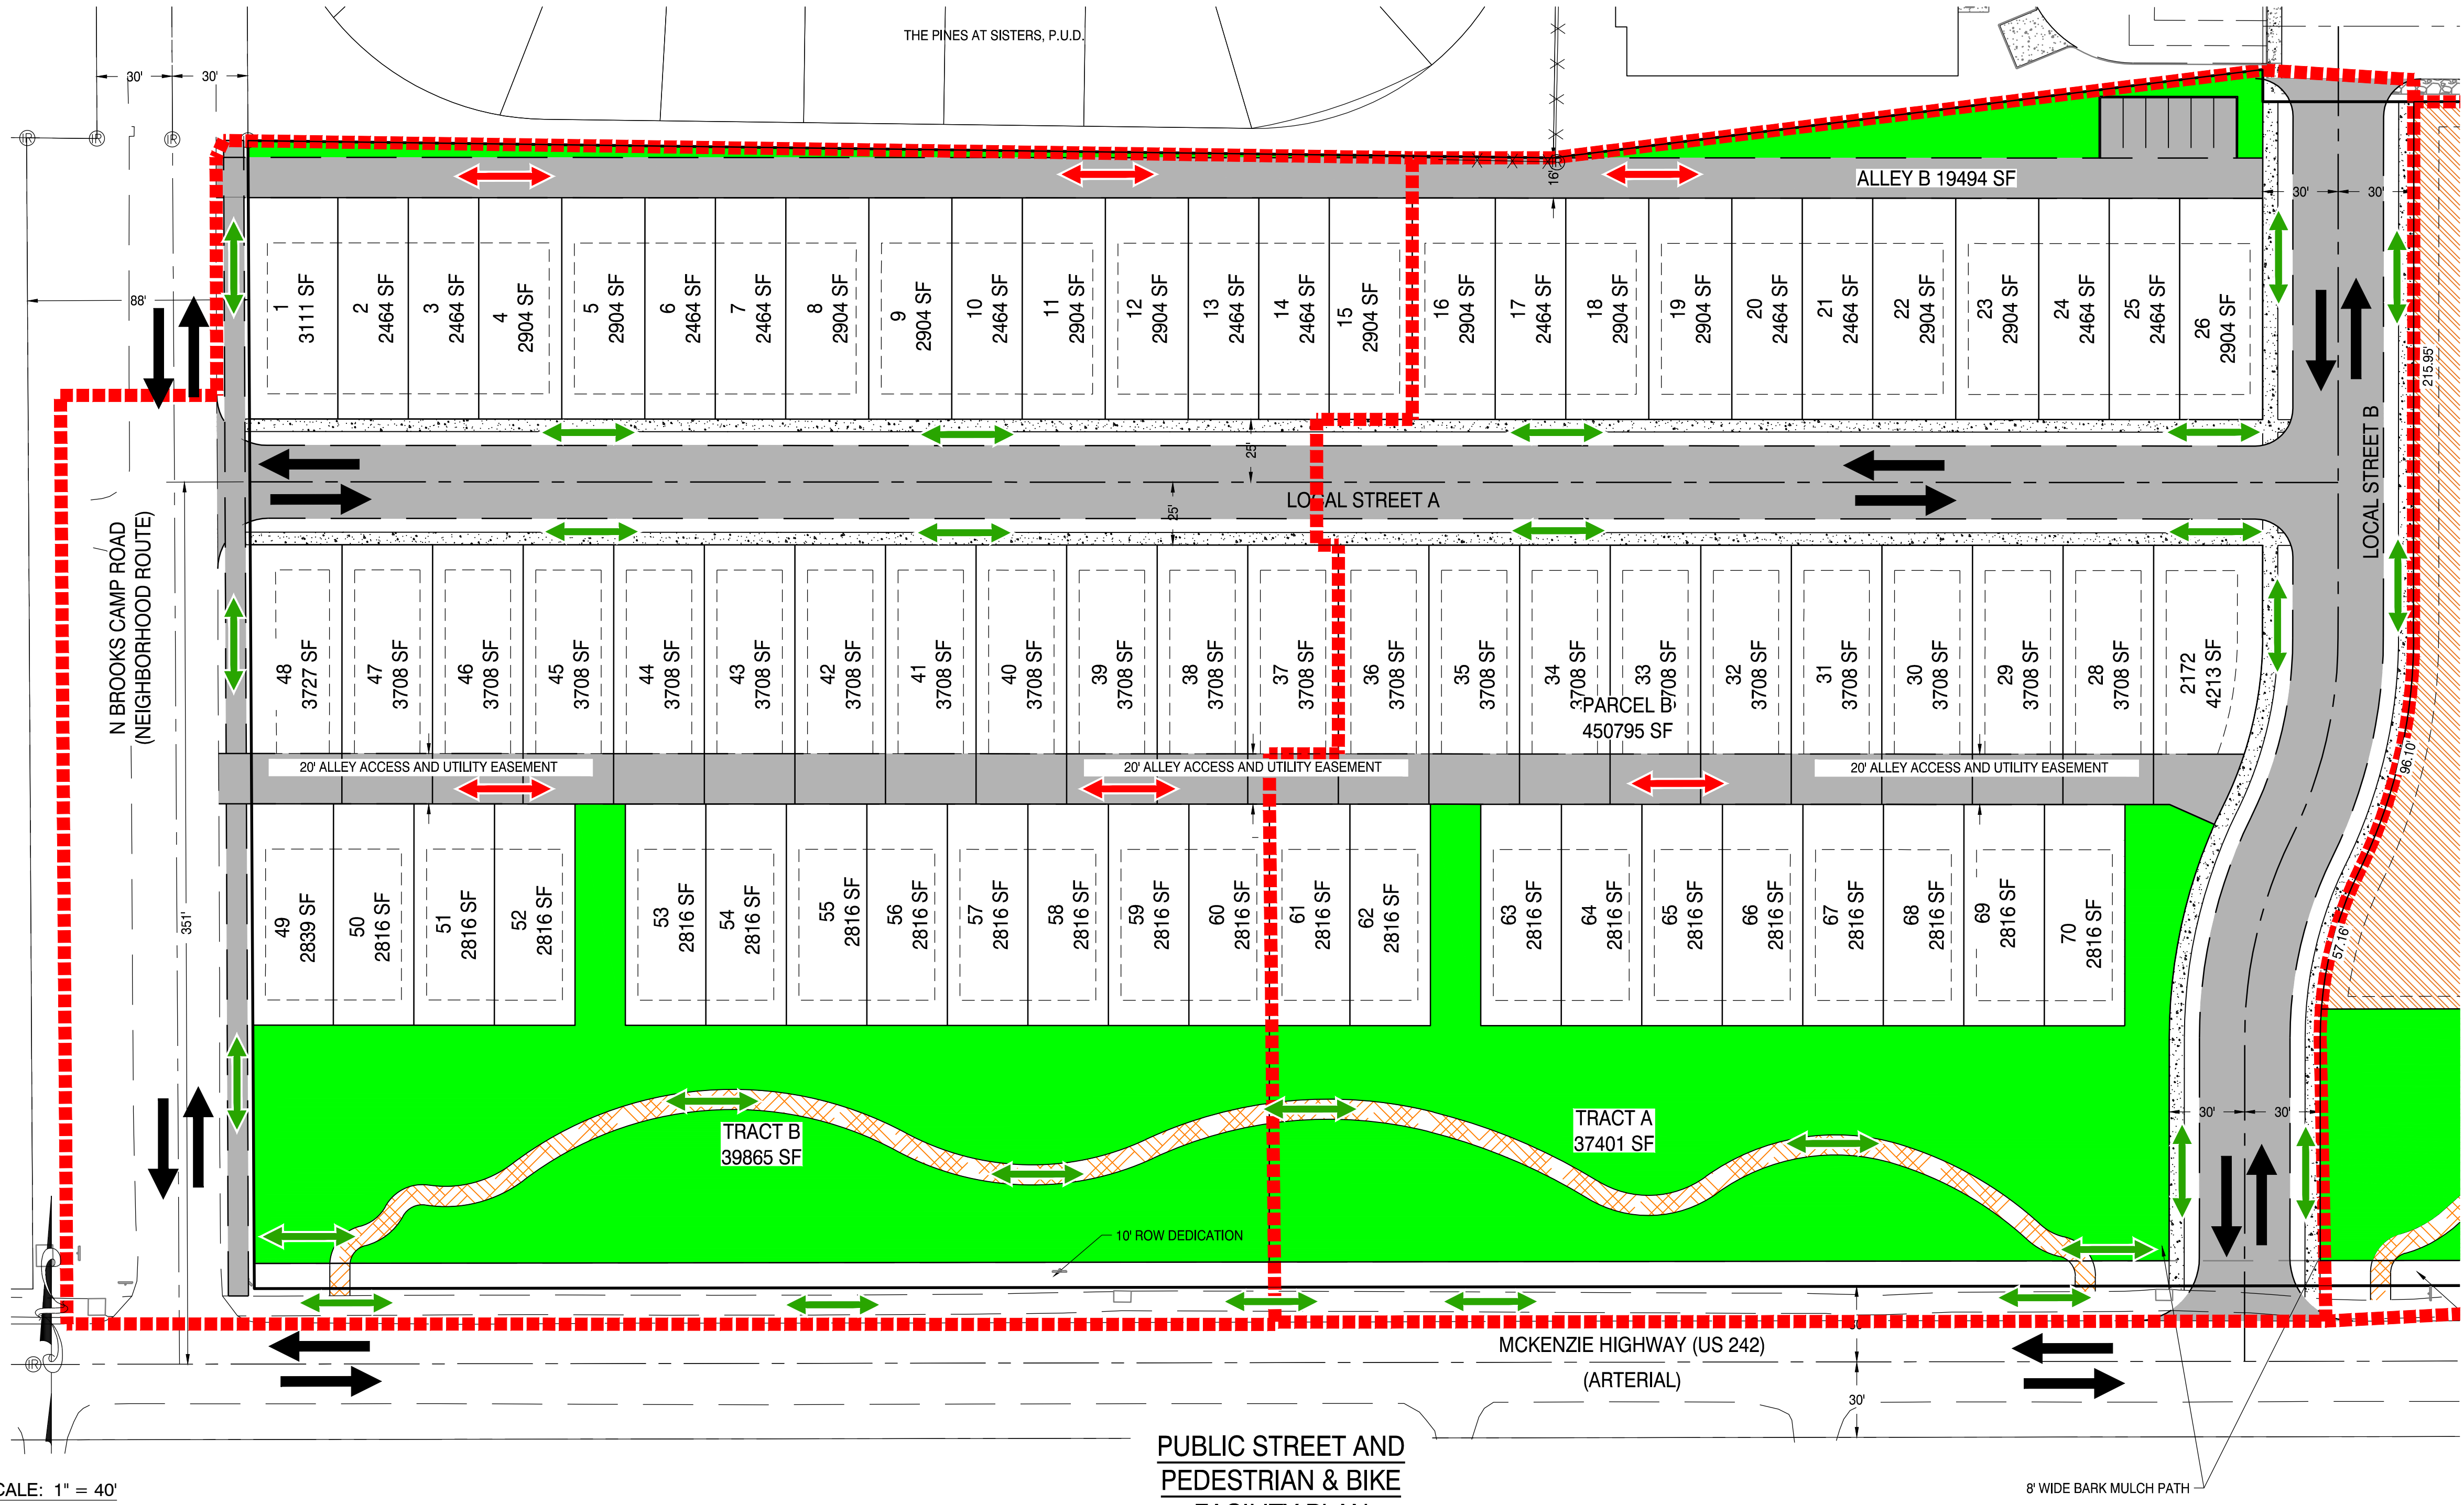 THE PINES AT SISTERS, P.U.D.
30'
30'
ALLEY B 19494 SF
16'
30'
30'
88'
1
3111 SF
2
2464 SF
3
2464 SF
4
2904 SF
5
2904 SF
6
2464 SF
7
2464 SF
8
2904 SF
9
2904 SF
10
2464 SF
11
2904 SF
12
2904 SF
13
2464 SF
14
2464 SF
15
2904 SF
16
2904 SF
17
2464 SF
18
2904 SF
19
2904 SF
20
2464 SF
21
2464 SF
22
2904 SF
23
2904 SF
24
2464 SF
25
2464 SF
26
2904 SF
215.95'
LOCAL STREET B
25'
LOCAL STREET A
25'
N BROOKS CAMP ROAD
(NEIGHBORHOOD ROUTE)
48
3727 SF
47
3708 SF
46
3708 SF
45
3708 SF
44
3708 SF
43
3708 SF
42
3708 SF
41
3708 SF
40
3708 SF
39
3708 SF
38
3708 SF
37
3708 SF
36
3708 SF
35
3708 SF
34
3708 SF
33
3708 SF
32
3708 SF
31
3708 SF
30
3708 SF
29
3708 SF
28
3708 SF
2172
4213 SF
PARCEL B
450795 SF
20' ALLEY ACCESS AND UTILITY EASEMENT
20' ALLEY ACCESS AND UTILITY EASEMENT
20' ALLEY ACCESS AND UTILITY EASEMENT
96.10'
351'
49
2839 SF
50
2816 SF
51
2816 SF
52
2816 SF
53
2816 SF
54
2816 SF
55
2816 SF
56
2816 SF
57
2816 SF
58
2816 SF
59
2816 SF
60
2816 SF
61
2816 SF
62
2816 SF
63
2816 SF
64
2816 SF
65
2816 SF
66
2816 SF
67
2816 SF
68
2816 SF
69
2816 SF
70
2816 SF
57.16'
TRACT B
39865 SF
TRACT A
37401 SF
30'
30'
10' ROW DEDICATION
30'
MCKENZIE HIGHWAY (US 242)
(ARTERIAL)
30'
PUBLIC STREET AND
PEDESTRIAN & BIKE
FACILITY PLAN
CALE: 1" = 40'
8' WIDE BARK MULCH PATH